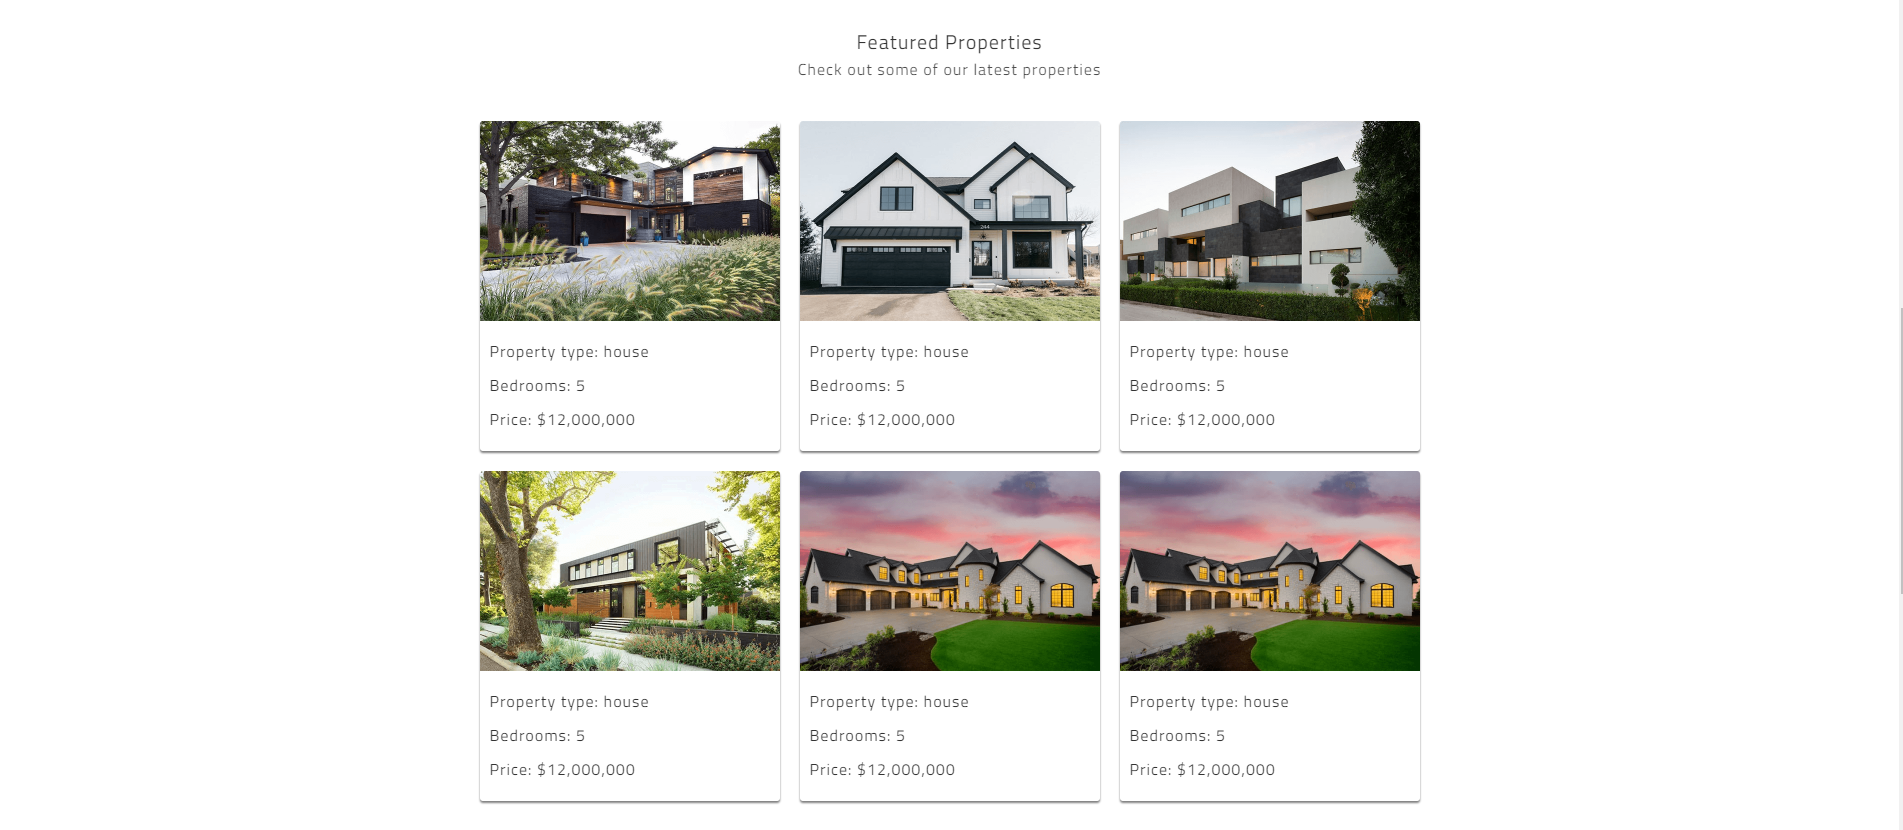 Featured Properties
Check out some of our latest properties
244
Property type: house
Bedrooms: 5
Price: $12,000,000
Property type: house
Bedrooms: 5
Price: $12,000,000
Property type: house
Bedrooms: 5
Price: $12,000,000
Property type: house
Bedrooms: 5
Price: $12,000,000
Property type: house
Bedrooms: 5
Price: $12,000,000
Property type: house
Bedrooms: 5
Price: $12,000,000